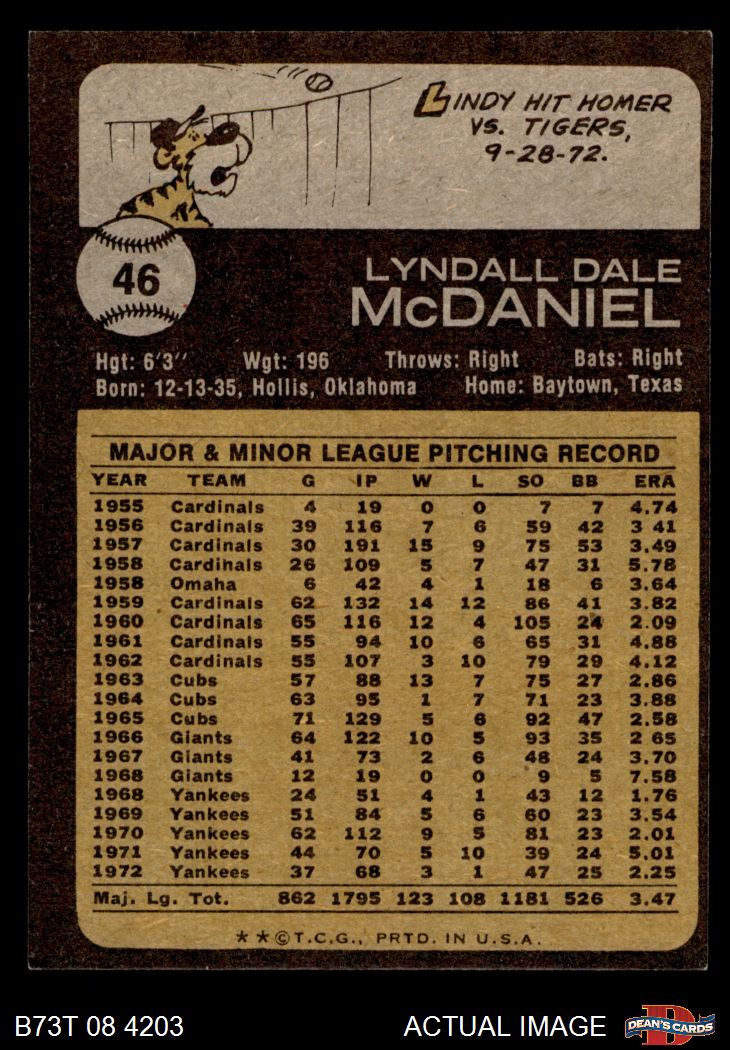 LINDY HIT HOMER
VS. TIGERS,
9-28-72.
46
LYNDALL DALE
McDANIEL
Hgt: 6'3'' Wgt: 196 Throws: Right Bats: Right
Born: 12-13-35, Hollis, Oklahoma Home: Baytown, Texas
MAJOR & MINOR LEAGUE PITCHING RECORD
YEAR TEAM G IP W L SO BB ERA
1955 Cardinals 4 19 0 0 7 7 4.74
1956 Cardinals 39 116 7 6 59 42 3 41
1957 Cardinals 30 191 15 9 75 53 3.49
1958 Cardinals 26 109 5 7 47 31 5.78
1958 Omaha 6 42 4 1 18 6 3.64
1959 Cardinals 62 132 14 12 86 41 3.82
1960 Cardinals 65 116 12 4 105 24 2.09
1961 Cardinals 55 94 10 6 65 31 4.88
1962 Cardinals 55 107 3 10 79 29 4.12
1963 Cubs 57 88 13 7 75 27 2.86
1964 Cubs 63 95 1 7 71 23 3.88
1965 Cubs 71 129 5 6 92 47 2.58
1966 Giants 64 122 10 5 93 35 2 65
1967 Giants 41 73 2 6 48 24 3.70
1968 Giants 12 19 0 0 9 5 7.58
1968 Yankees 24 51 4 1 43 12 1.76
1969 Yankees 51 84 5 6 60 23 3.54
1970 Yankees 62 112 9 5 81 23 2.01
1971 Yankees 44 70 5 10 39 24 5.01
1972 Yankees 37 68 3 1 47 25 2.25
Maj. Lg. Tot. 862 1795 123 108 1181 526 3.47
* * © T.C.G., PRTD. IN U.S.A.
B73T 08 4203 ACTUAL IMAGE DEAN'S CARDS